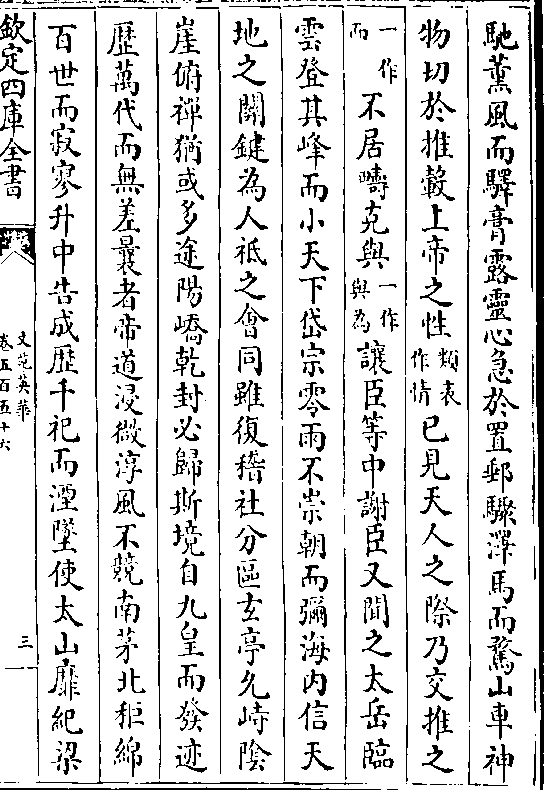 馳薰風而驛膏露靈心急於置郵驟澤馬而騖山車神
物切於推轂上帝之性類表作情已見天人之際乃交推之
一作而不居疇克與一作與為讓臣等中謝臣又聞之太岳臨
雲登其峰而小天下岱宗零雨不崇朝而彌海内信天
地之關鍵為人祇之會同雖復稽社分區玄亭久峙陰
崖俯禪猶或多途陽嶠乾封必歸斯境自九皇而發迹
歴萬代而無差曩者帝道浸微淳風不競南茅北秬綿
百世而寂寥升中告成歴千祀而湮墜使太山靡紀梁
欽定四庫全書
文苑英華
卷五百五十六
三